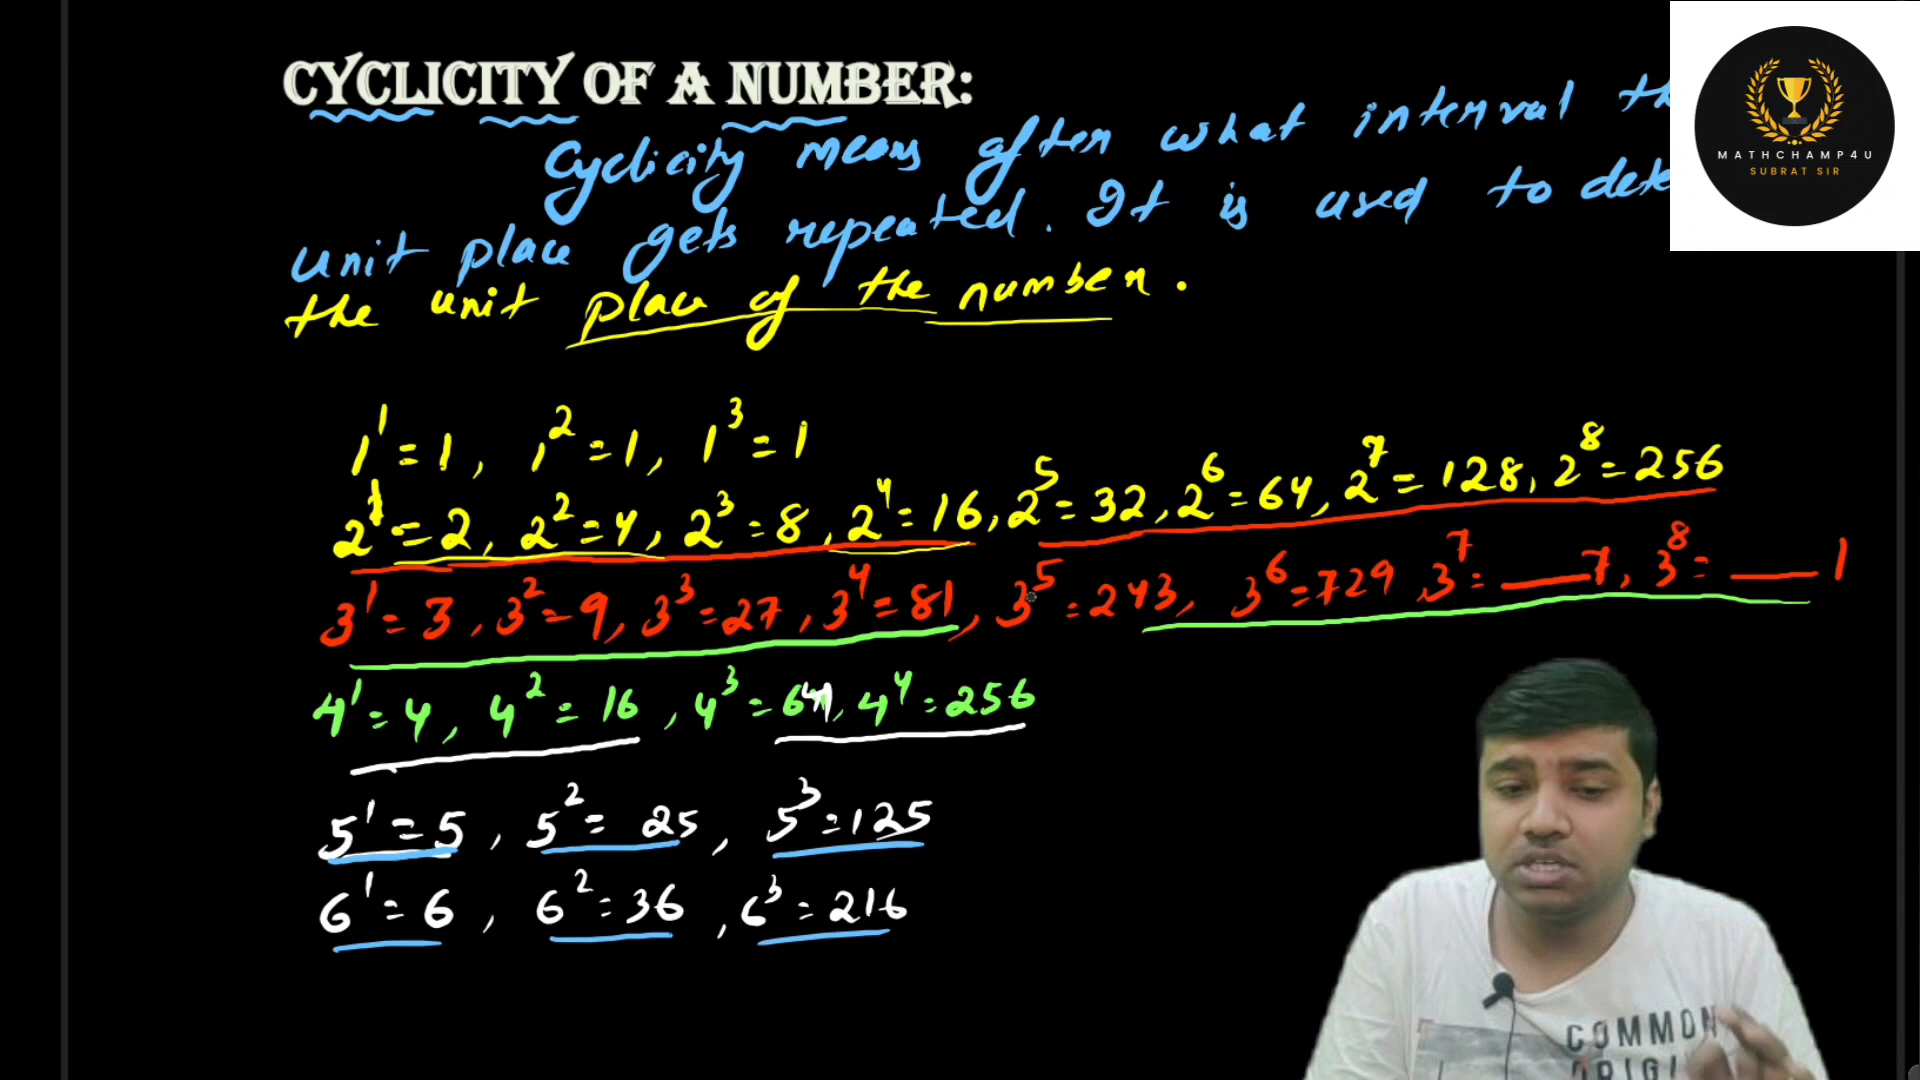 CYCLICITY OF A NUMBER:
Cyclicity means after what interval th
unit place gets repeated. It is used to dete
the unit place of the number.
1¹ = 1, 1² = 1, 1³ = 1
2¹ = 2, 2² = 4, 2³ = 8, 2⁴ = 16, 2⁵ = 32, 2⁶ = 64, 2⁷ = 128, 2⁸ = 256
3¹ = 3, 3² = 9, 3³ = 27, 3⁴ = 81, 3⁵ = 243, 3⁶ = 729, 3⁷ = ___7, 3⁸ = ___1
4¹ = 4, 4² = 16, 4³ = 64, 4⁴ = 256
5¹ = 5, 5² = 25, 5³ = 125
6¹ = 6, 6² = 36, 6³ = 216
MATHCHAMP4U
SUBRAT SIR
COMMON
ORIGI